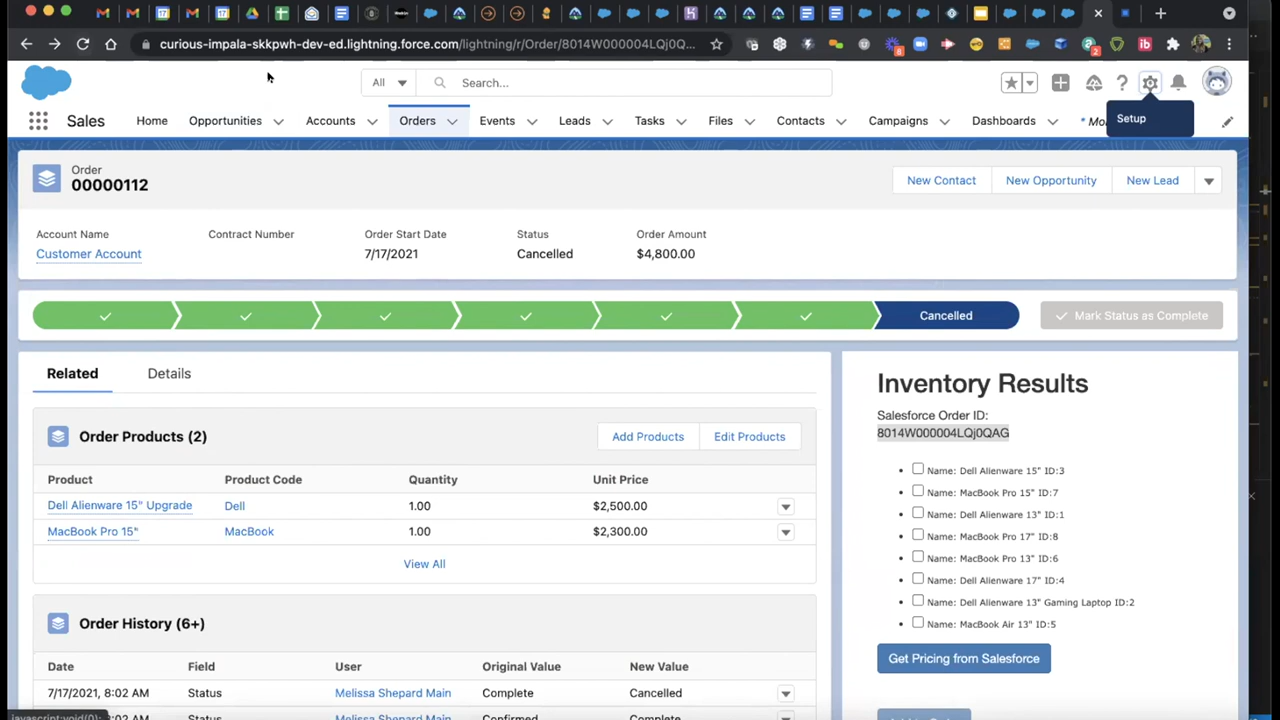 curious-impala-skkpwh-dev-ed.lightning.force.com/lightning/r/Order/8014W000004LQj0Q...
8
2
All
Search...
Setup
Sales
Home
Opportunities
Accounts
Orders
Events
Leads
Tasks
Files
Contacts
Campaigns
Dashboards
Order
00000112
New Contact
New Opportunity
New Lead
Account Name
Contract Number
Order Start Date
Status
Order Amount
Customer Account
7/17/2021
Cancelled
$4,800.00
Cancelled
Mark Status as Complete
Related
Details
Order Products (2)
Add Products
Edit Products
Product
Product Code
Quantity
Unit Price
Dell Alienware 15" Upgrade
Dell
1.00
$2,500.00
MacBook Pro 15"
MacBook
1.00
$2,300.00
View All
Order History (6+)
Date
Field
User
Original Value
New Value
7/17/2021, 8:02 AM
Status
Melissa Shepard Main
Complete
Cancelled
Inventory Results
Salesforce Order ID:
8014W000004LQj0QAG
Name: Dell Alienware 15" ID:3
Name: MacBook Pro 15" ID:7
Name: Dell Alienware 13" ID:1
Name: MacBook Pro 17" ID:8
Name: MacBook Pro 13" ID:6
Name: Dell Alienware 17" ID:4
Name: Dell Alienware 13" Gaming Laptop ID:2
Name: MacBook Air 13" ID:5
Get Pricing from Salesforce
javascript:void(0);